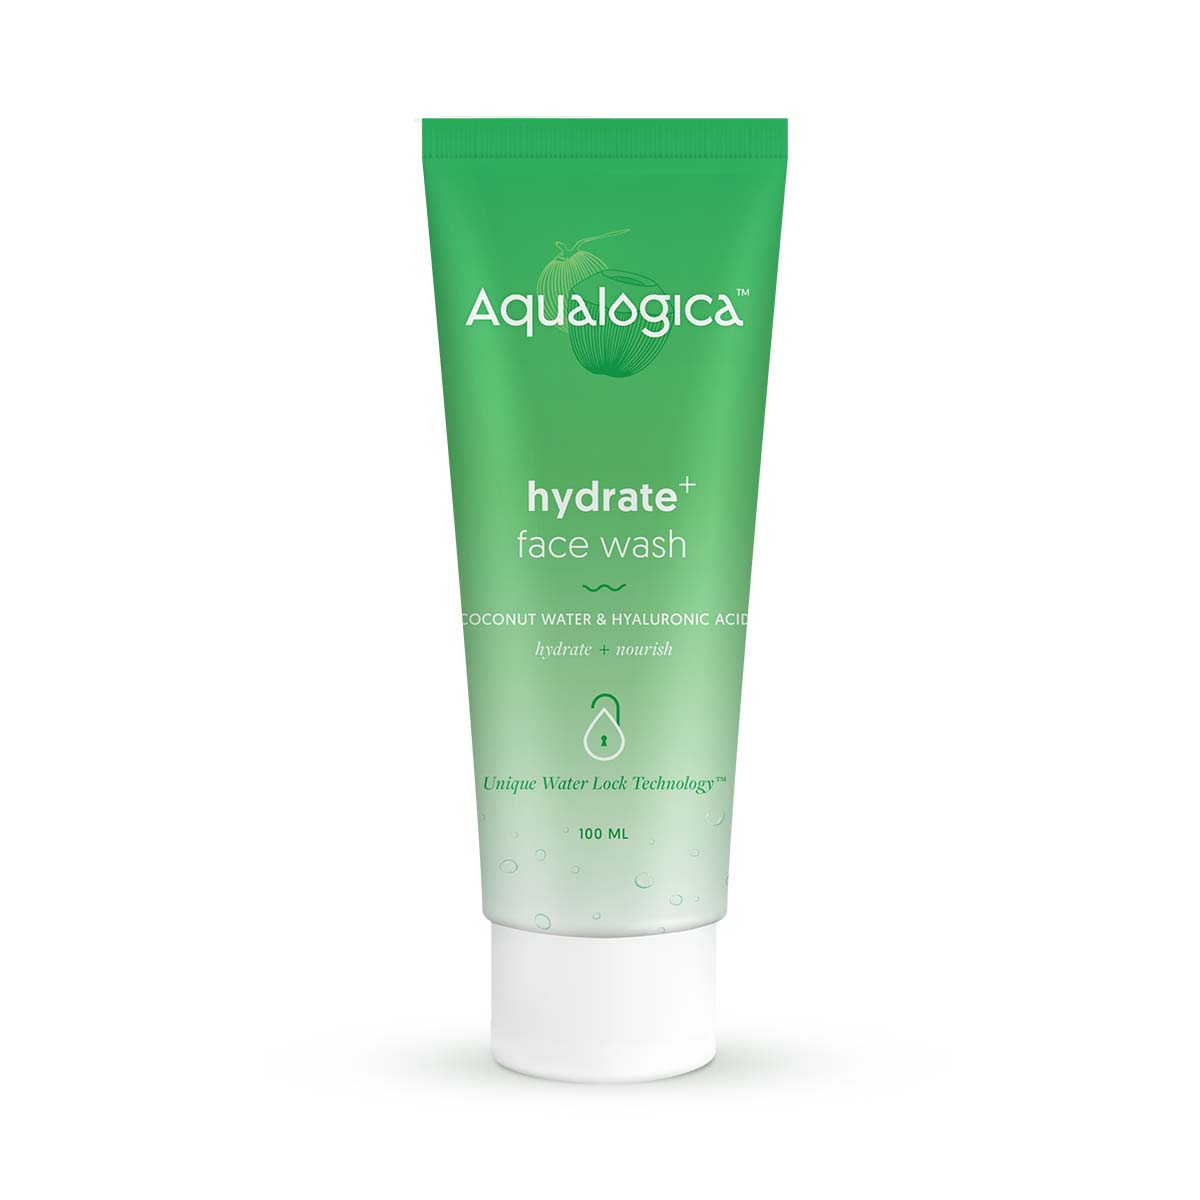 Aqualogica™
hydrate+
face wash
COCONUT WATER & HYALURONIC ACID
hydrate + nourish
Unique Water Lock Technology™
100 ML